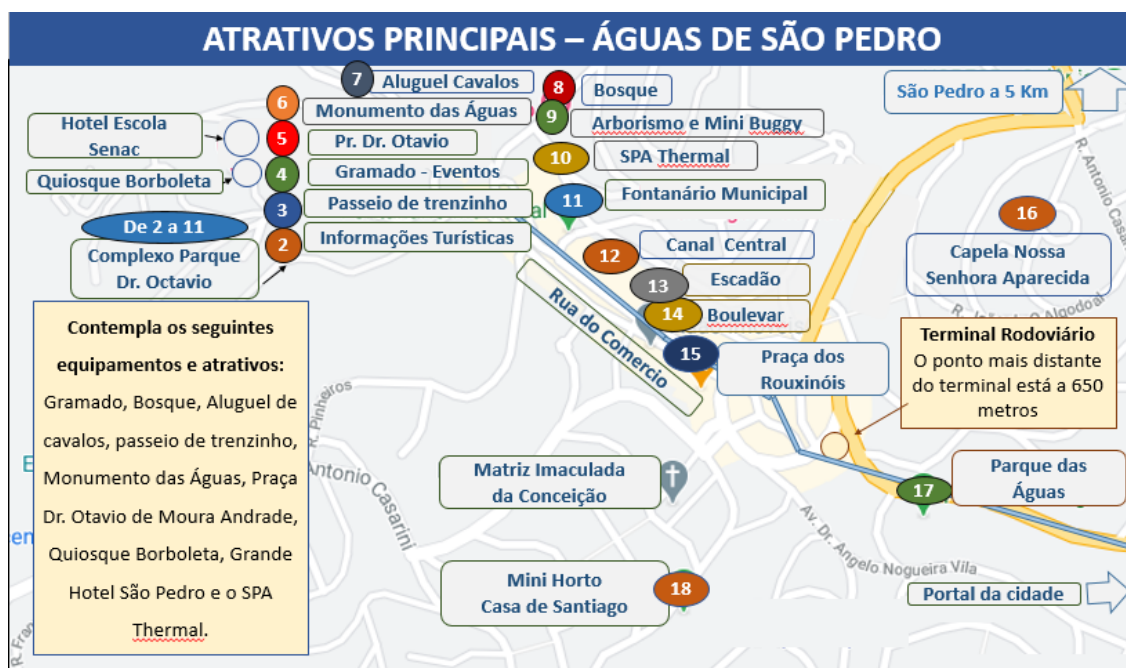 ATRATIVOS PRINCIPAIS – ÁGUAS DE SÃO PEDRO
7
Aluguel Cavalos
8
Bosque
São Pedro a 5 Km
6
Monumento das Águas
9
Arborismo e Mini Buggy
Hotel Escola
Senac
5
Pr. Dr. Otavio
10
SPA Thermal
Quiosque Borboleta
4
Gramado - Eventos
3
Passeio de trenzinho
11
Fontanário Municipal
De 2 a 11
Complexo Parque
Dr. Octavio
2
Informações Turísticas
12
Canal Central
13
Escadão
14
Boulevar
15
Praça dos
Rouxinóis
Rua do Comercio
16
Capela Nossa
Senhora Aparecida
R. Antonio Casari
Contempla os seguintes
equipamentos e atrativos:
Gramado, Bosque, Aluguel de
cavalos, passeio de trenzinho,
Monumento das Águas, Praça
Dr. Otavio de Moura Andrade,
Quiosque Borboleta, Grande
Hotel São Pedro e o SPA
Thermal.
Terminal Rodoviário
O ponto mais distante
do terminal está a 650
metros
R. Pinheiros
Antonio Casarini
Matriz Imaculada
da Conceição
17
Parque das
Águas
Av. Dr. Angelo Nogueira Vila
Mini Horto
Casa de Santiago
18
Portal da cidade
R. Fran